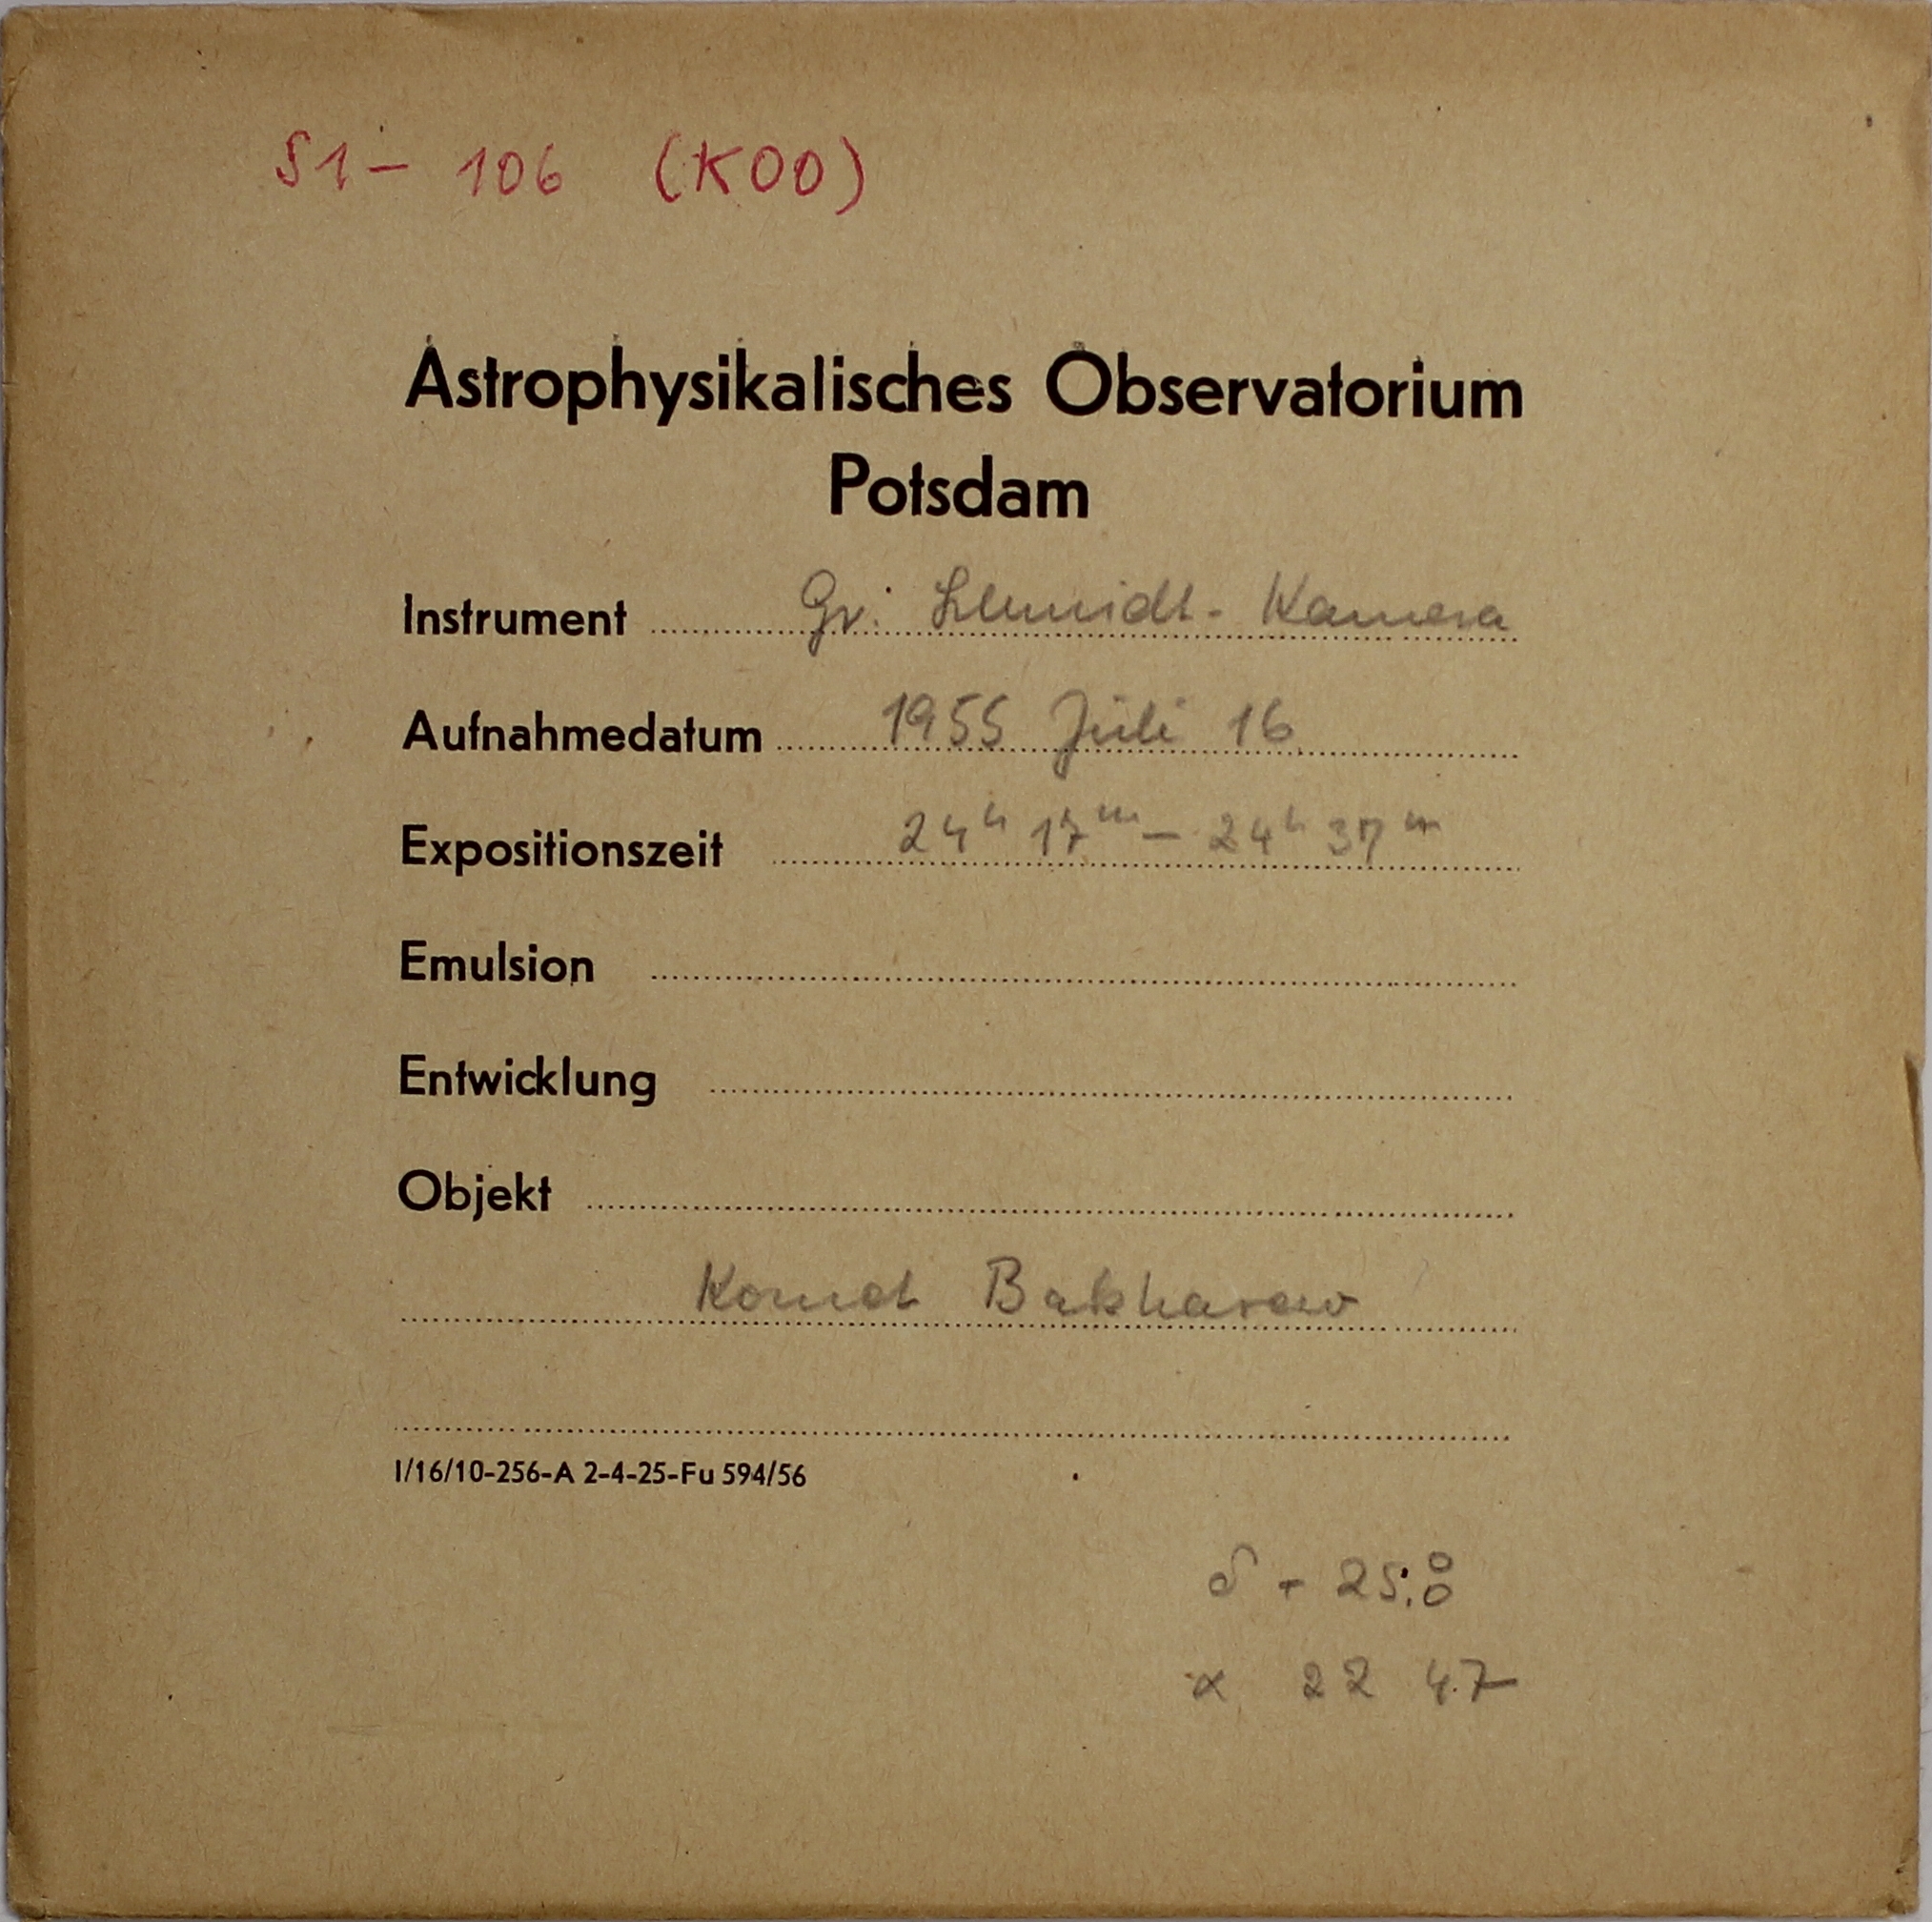 S1 – 106 (K00)
Astrophysikalisches Observatorium
Potsdam
Instrument Gr. Schmidt-Kamera
Aufnahmedatum 1955 Juli 16
Expositionszeit 24h 17m – 24h 37m
Emulsion
Entwicklung
Objekt
Komet Bakharew
I/16/10-256-A 2-4-25-Fu 594/56
δ + 25°,0
α 22 47